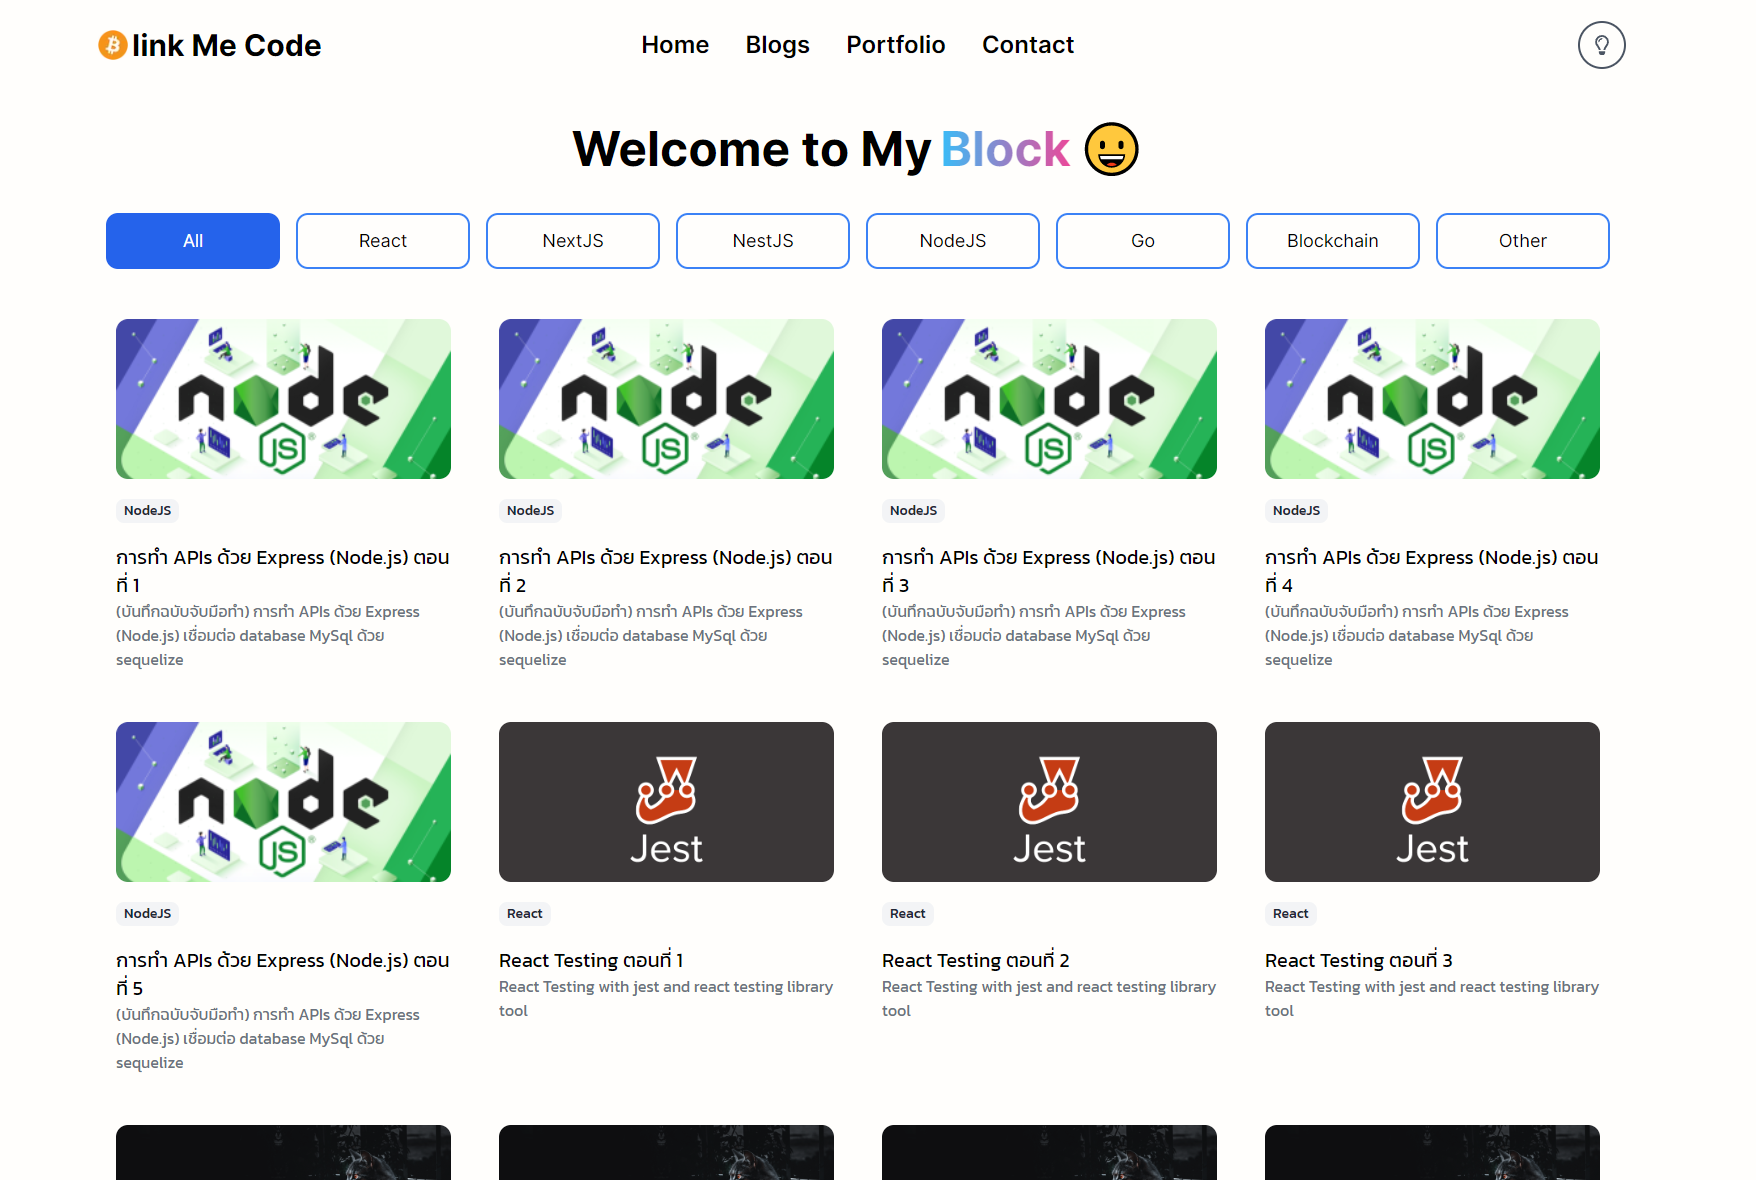 link Me Code
Home Blogs Portfolio Contact
Welcome to My Block
All React NextJS NestJS NodeJS Go Blockchain Other
node JS node JS node JS node JS
NodeJS NodeJS NodeJS NodeJS
การทำ APIs ด้วย Express (Node.js) ตอน
ที่ 1
(บันทึกฉบับจับมือทำ) การทำ APIs ด้วย Express
(Node.js) เชื่อมต่อ database MySql ด้วย
sequelize
การทำ APIs ด้วย Express (Node.js) ตอน
ที่ 2
(บันทึกฉบับจับมือทำ) การทำ APIs ด้วย Express
(Node.js) เชื่อมต่อ database MySql ด้วย
sequelize
การทำ APIs ด้วย Express (Node.js) ตอน
ที่ 3
(บันทึกฉบับจับมือทำ) การทำ APIs ด้วย Express
(Node.js) เชื่อมต่อ database MySql ด้วย
sequelize
การทำ APIs ด้วย Express (Node.js) ตอน
ที่ 4
(บันทึกฉบับจับมือทำ) การทำ APIs ด้วย Express
(Node.js) เชื่อมต่อ database MySql ด้วย
sequelize
node JS Jest Jest Jest
NodeJS React React React
การทำ APIs ด้วย Express (Node.js) ตอน
ที่ 5
(บันทึกฉบับจับมือทำ) การทำ APIs ด้วย Express
(Node.js) เชื่อมต่อ database MySql ด้วย
sequelize
React Testing ตอนที่ 1
React Testing with jest and react testing library
tool
React Testing ตอนที่ 2
React Testing with jest and react testing library
tool
React Testing ตอนที่ 3
React Testing with jest and react testing library
tool